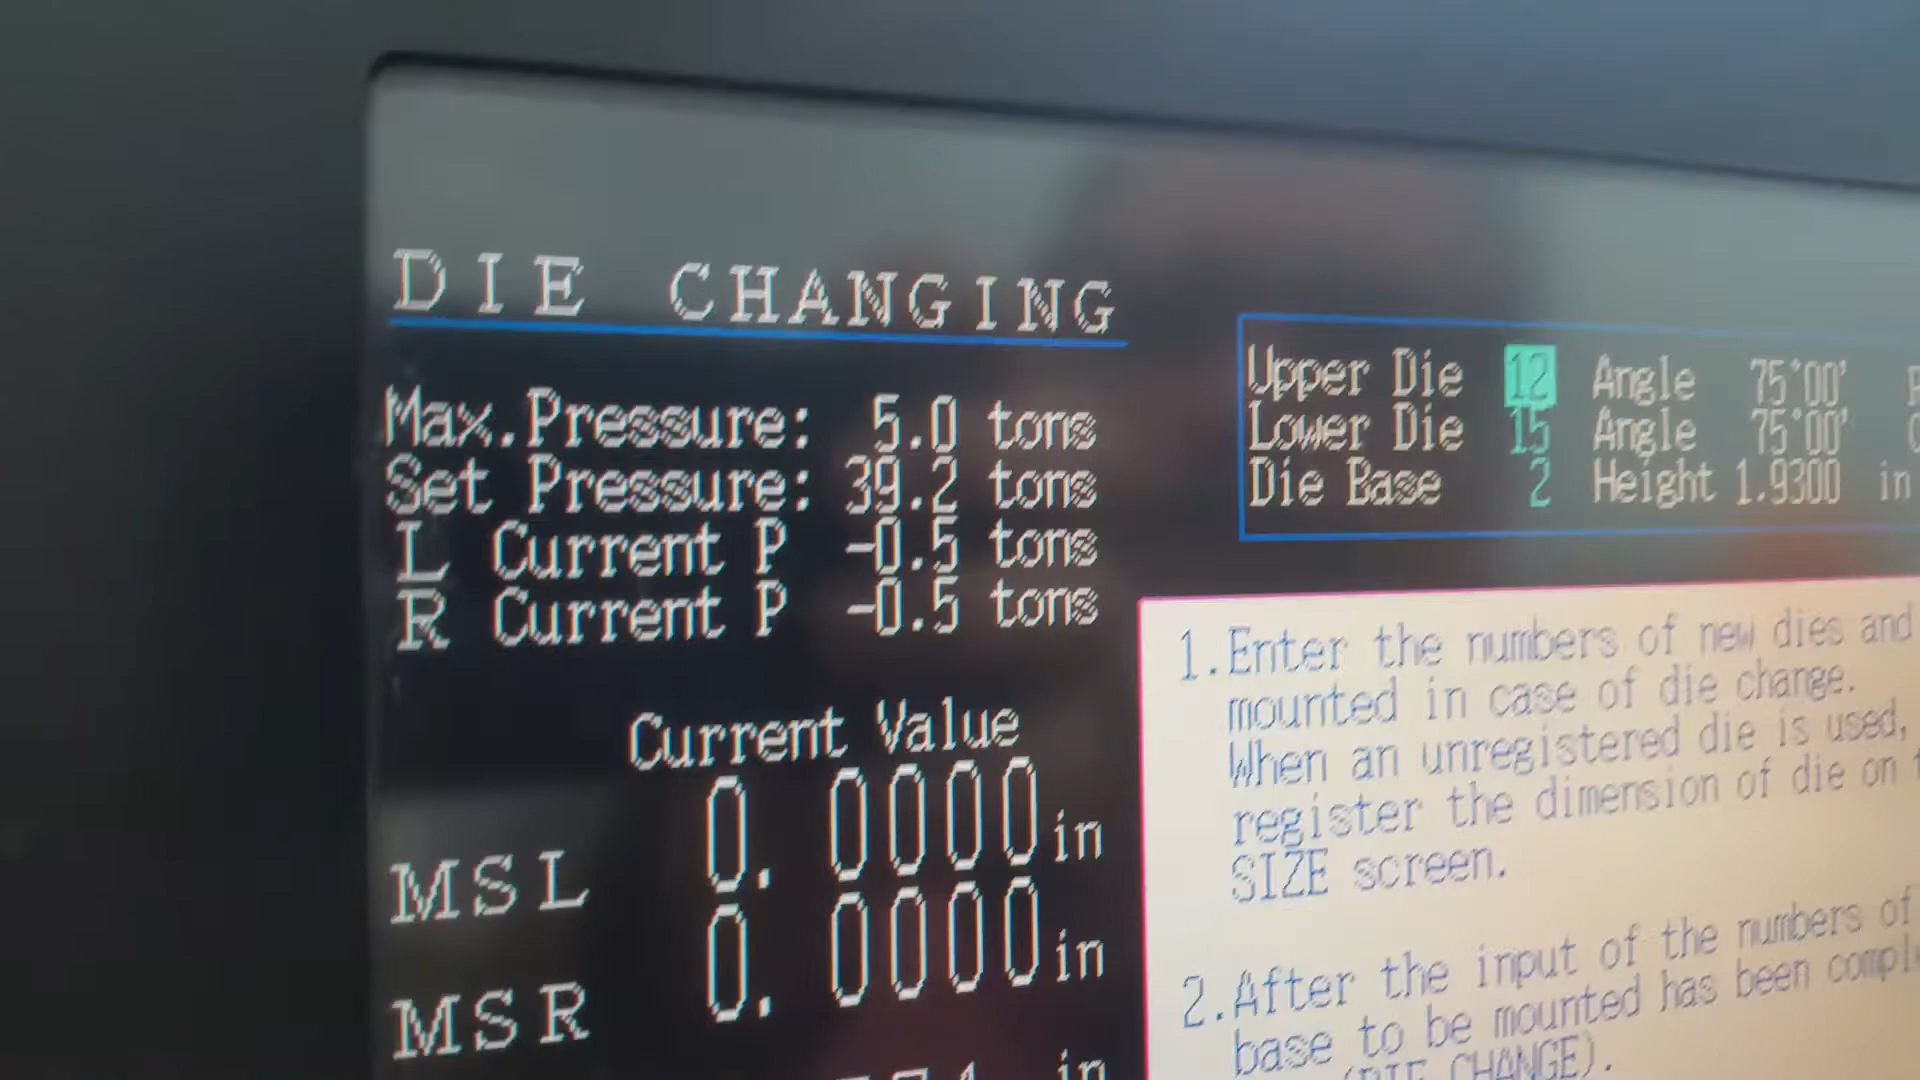 DIE CHANGING
Max.Pressure: 5.0 tons
Set Pressure: 39.2 tons
L Current P -0.5 tons
R Current P -0.5 tons
Current Value
MSL 0.0000in
MSR 0.0000in
in
Upper Die 12 Angle 75°00'
Lower Die 15 Angle 75°00'
Die Base 2 Height 1.9300 in
1.Enter the numbers of new dies and
mounted in case of die change.
When an unregistered die is used,
register the dimension of die on
SIZE screen.
2.After the input of the numbers of
base to be mounted has been compl
(DIE CHANGE).